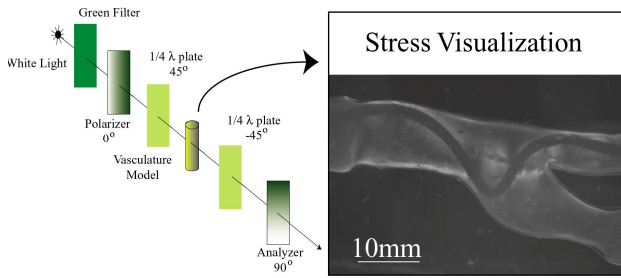 Green Filter
White Light
1/4 λ plate
45°
Polarizer
0°
1/4 λ plate
-45°
Vasculature
Model
Analyzer
90°
Stress Visualization
10mm